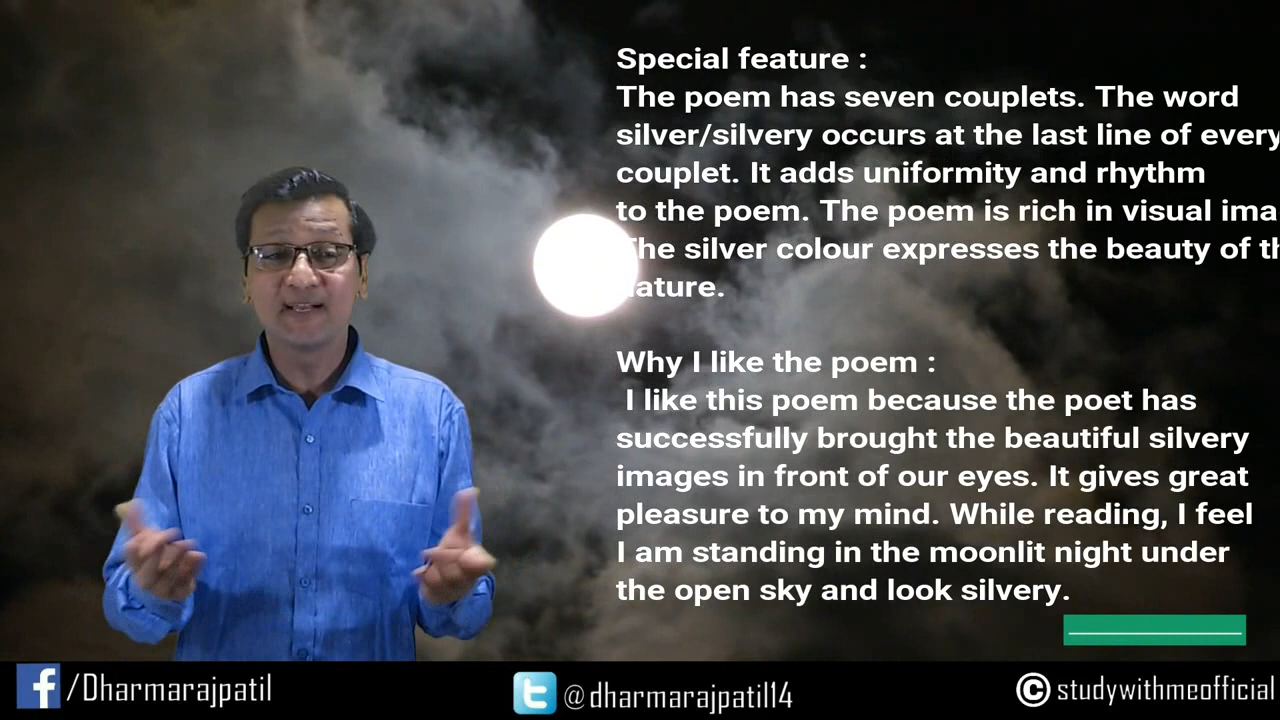 Special feature :
The poem has seven couplets. The word
silver/silvery occurs at the last line of every
couplet. It adds uniformity and rhythm
to the poem. The poem is rich in visual
he silver colour expresses the beauty of
ature.
Why I like the poem :
I like this poem because the poet has
successfully brought the beautiful silvery
images in front of our eyes. It gives great
pleasure to my mind. While reading, I feel
I am standing in the moonlit night under
the open sky and look silvery.
/Dharmarajpatil
@dharmarajpatil14
© studywithmeofficial